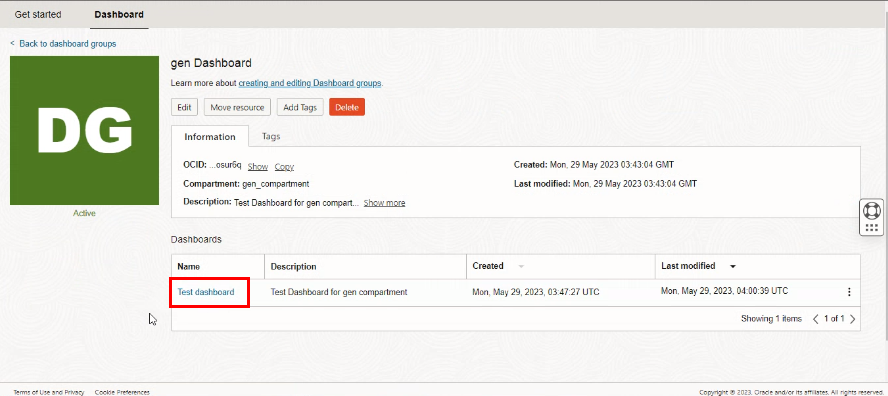 Get started Dashboard
< Back to dashboard groups
DG
Active
gen Dashboard
Learn more about creating and editing Dashboard groups.
Edit Move resource Add Tags Delete
Information Tags
OCID: ...osur6q Show Copy
Created: Mon, 29 May 2023 03:43:04 GMT
Compartment: gen_compartment
Last modified: Mon, 29 May 2023 03:43:04 GMT
Description: Test Dashboard for gen compart... Show more
Dashboards
Name Description Created Last modified
Test dashboard Test Dashboard for gen compartment Mon, May 29, 2023, 03:47:27 UTC Mon, May 29, 2023, 04:00:39 UTC
Showing 1 items < 1 of 1 >
Terms of Use and Privacy Cookie Preferences Copyright © 2023, Oracle and/or its affiliates. All rights reserved.